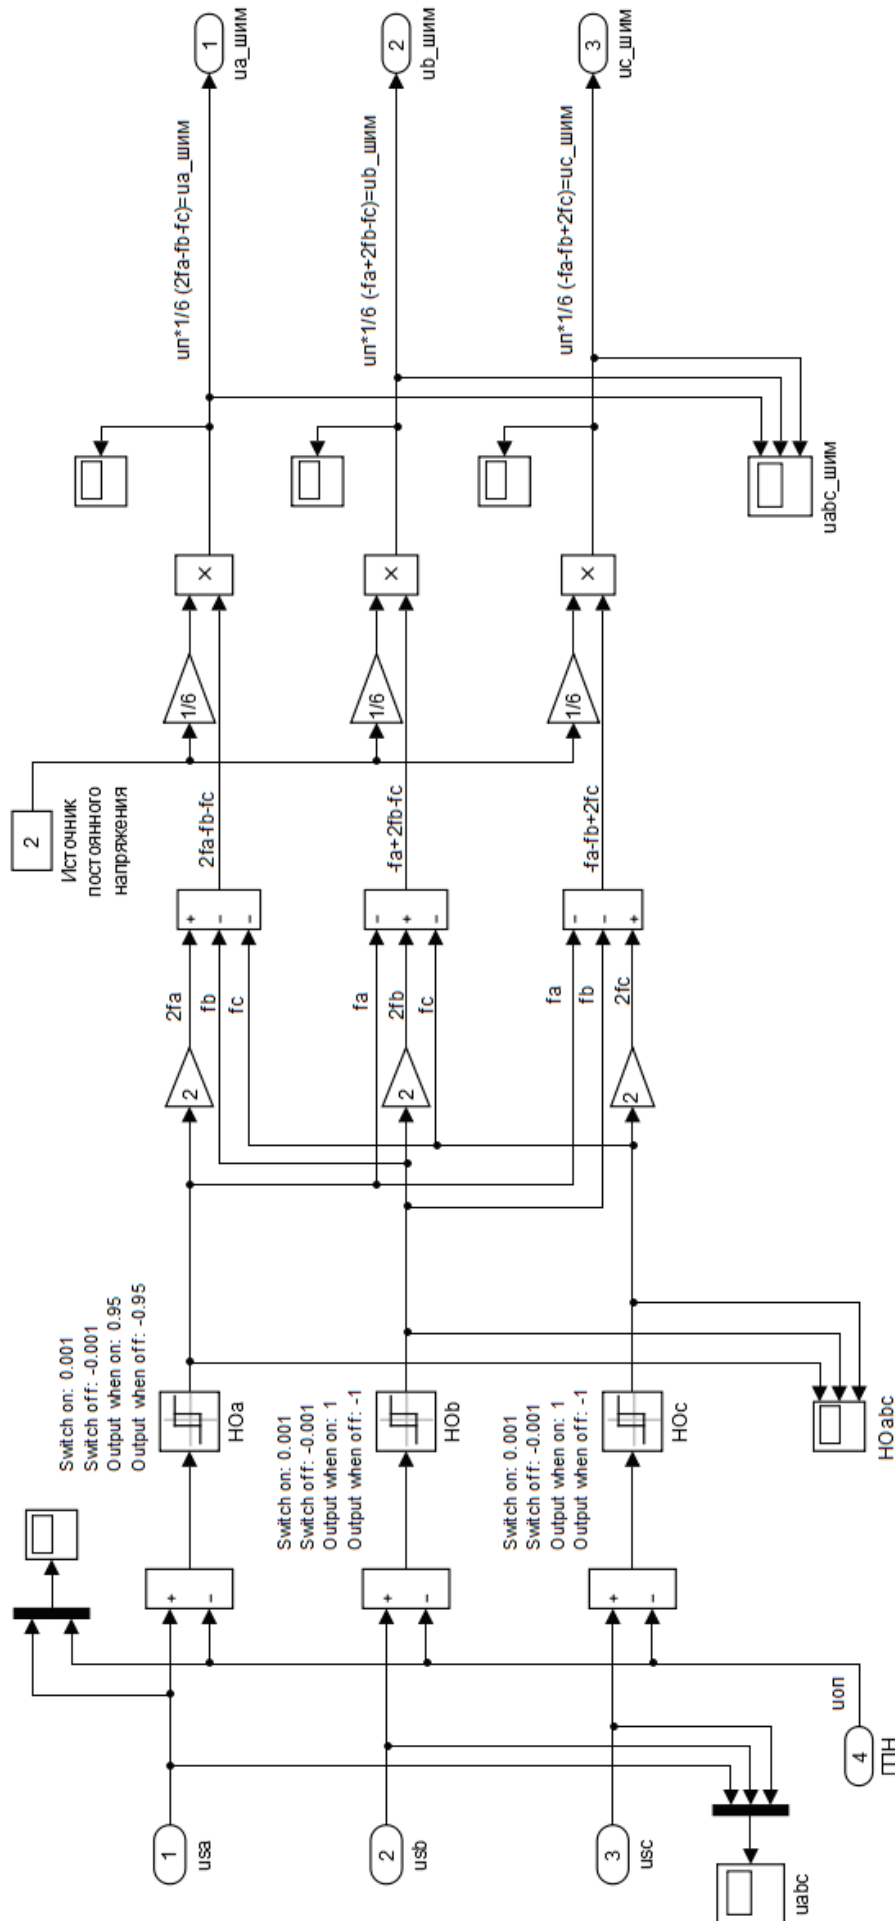 1
usa
2
usb
3
usc
4
ПН
uоп
uabc
+
-
+
-
+
-
Switch on: 0.001
Switch off: -0.001
Output when on: 0.95
Output when off: -0.95
HOa
Switch on: 0.001
Switch off: -0.001
Output when on: 1
Output when off: -1
HOb
Switch on: 0.001
Switch off: -0.001
Output when on: 1
Output when off: -1
HOc
HOabc
2
2
2
2fa
fb
fc
fa
2fb
fc
fa
fb
2fc
+
-
-
-
+
-
-
-
+
2fa-fb-fc
-fa+2fb-fc
-fa-fb+2fc
2
Источник
постоянного
напряжения
1/6
1/6
1/6
×
×
×
uabc_шим
uп*1/6 (2fa-fb-fc)=ua_шим
uп*1/6 (-fa+2fb-fc)=ub_шим
uп*1/6 (-fa-fb+2fc)=uc_шим
1
ua_шим
2
ub_шим
3
uc_шим